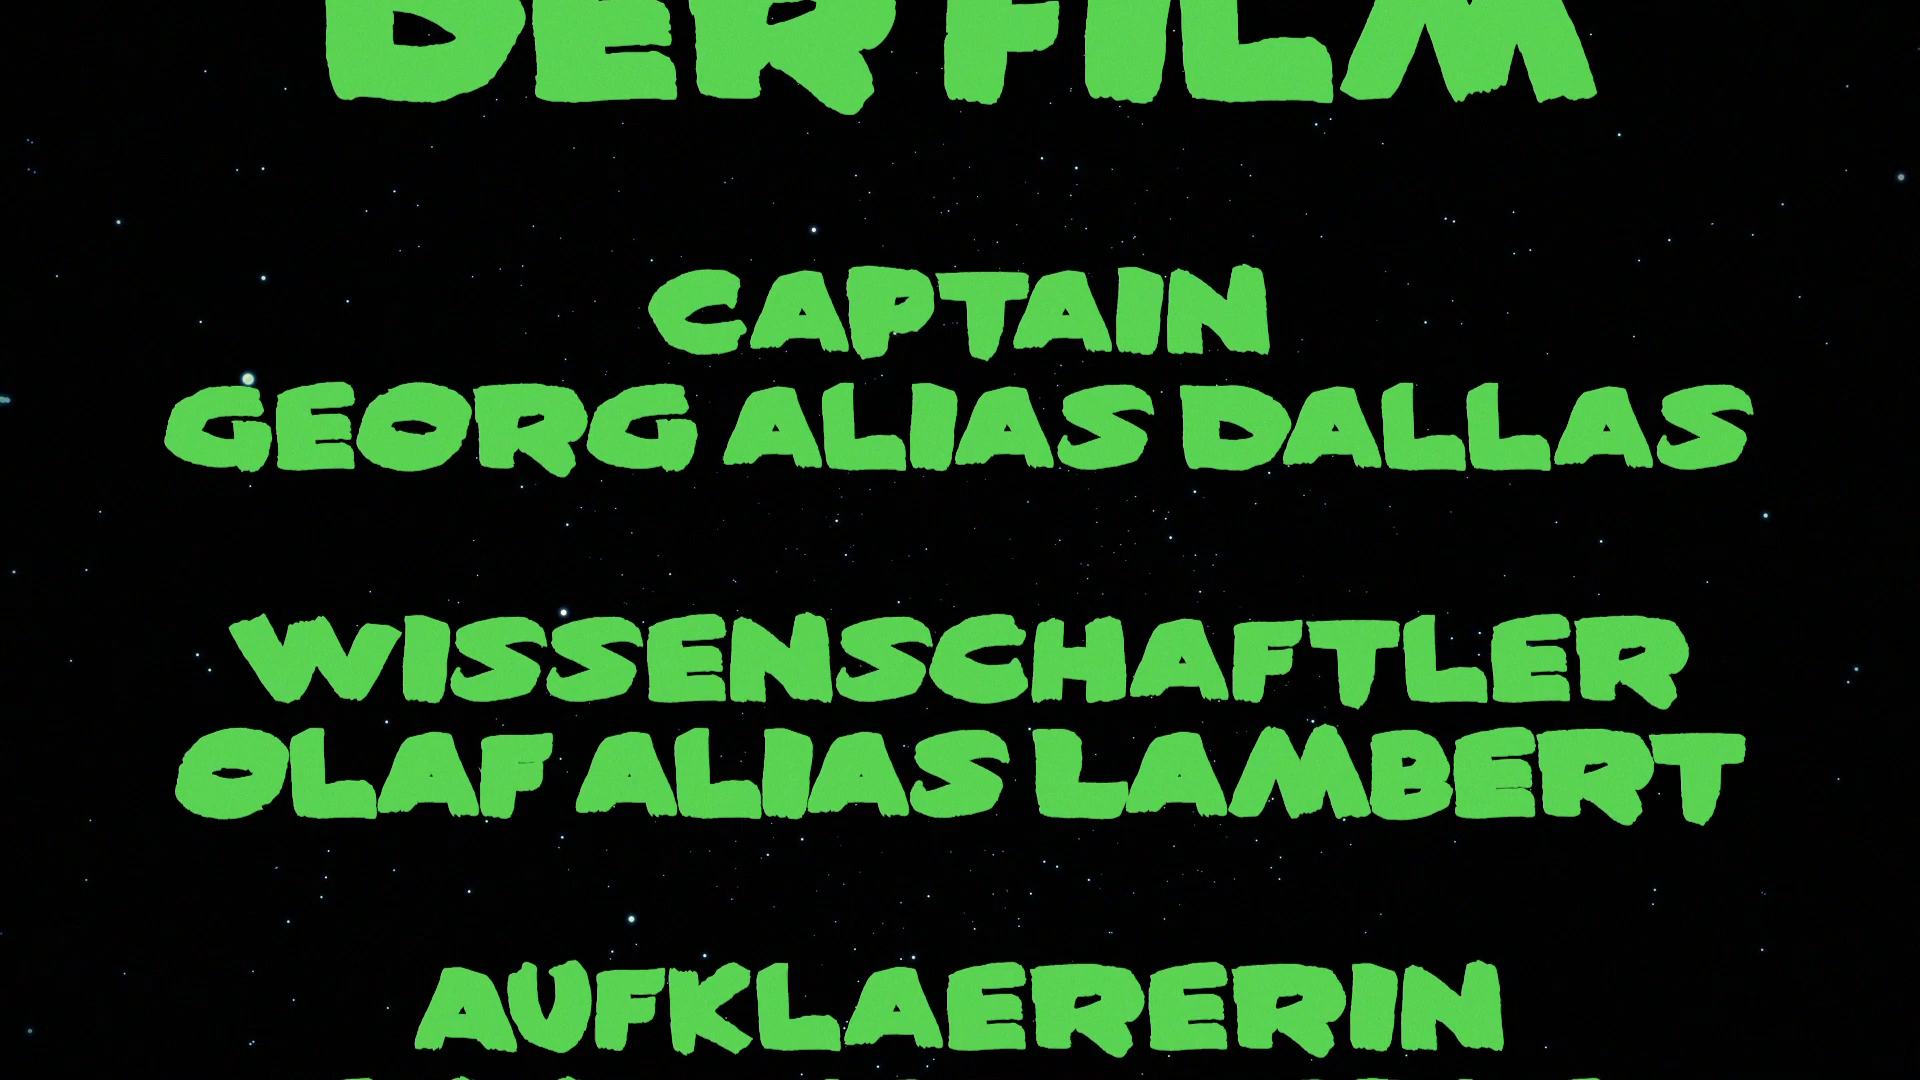 DER FILM
CAPTAIN
GEORG ALIAS DALLAS
WISSENSCHAFTLER
OLAF ALIAS LAMBERT
AUFKLAERERIN